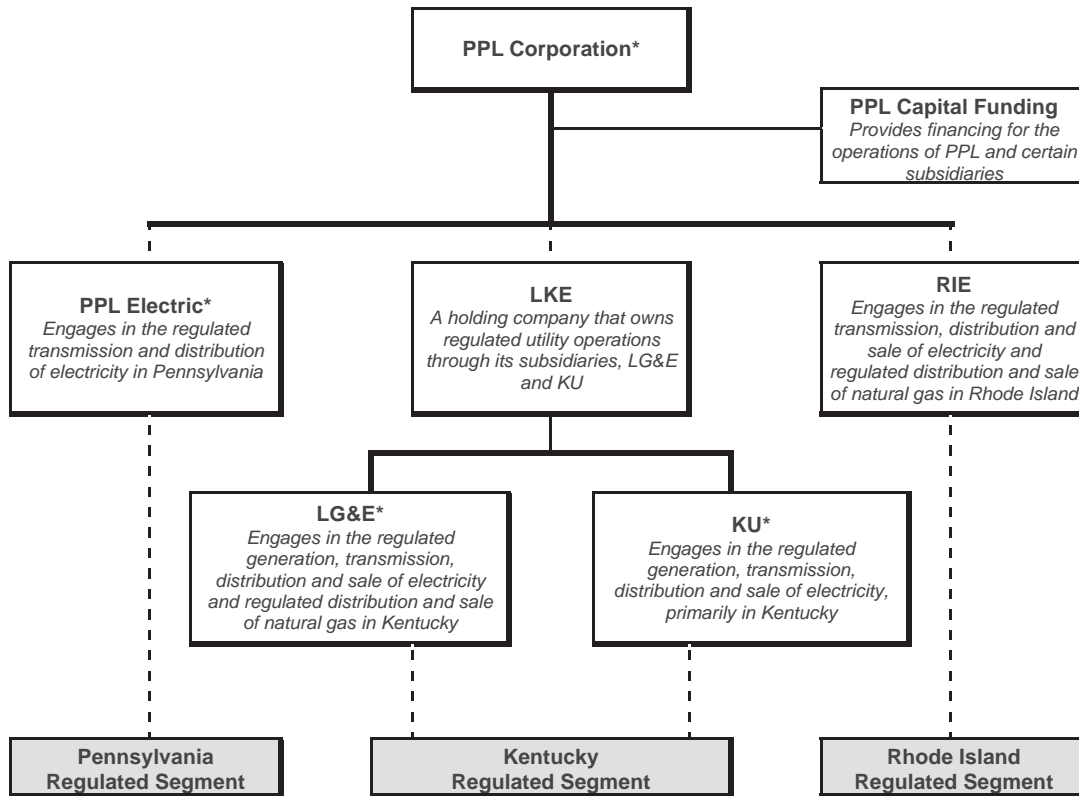 PPL Corporation*
PPL Capital Funding
Provides financing for the
operations of PPL and certain
subsidiaries
PPL Electric*
Engages in the regulated
transmission and distribution
of electricity in Pennsylvania
LKE
A holding company that owns
regulated utility operations
through its subsidiaries, LG&E
and KU
RIE
Engages in the regulated
transmission, distribution and
sale of electricity and
regulated distribution and sale
of natural gas in Rhode Island
LG&E*
Engages in the regulated
generation, transmission,
distribution and sale of electricity
and regulated distribution and sale
of natural gas in Kentucky
KU*
Engages in the regulated
generation, transmission,
distribution and sale of electricity,
primarily in Kentucky
Pennsylvania
Regulated Segment
Kentucky
Regulated Segment
Rhode Island
Regulated Segment